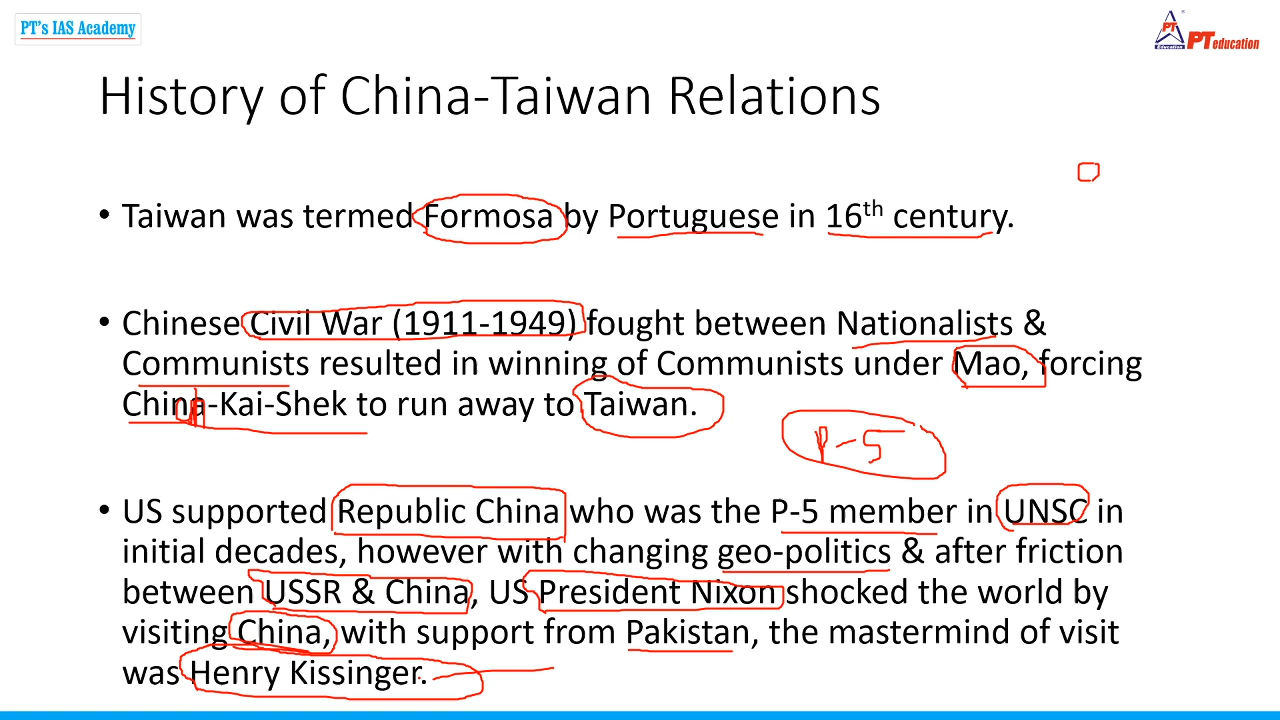 PT's IAS Academy
PT
Education
PT education
History of China-Taiwan Relations
• Taiwan was termed Formosa by Portuguese in 16th century.
• Chinese Civil War (1911-1949) fought between Nationalists &
Communists resulted in winning of Communists under Mao, forcing
China-Kai-Shek to run away to Taiwan.
P-5
• US supported Republic China who was the P-5 member in UNSC in
initial decades, however with changing geo-politics & after friction
between USSR & China, US President Nixon shocked the world by
visiting China, with support from Pakistan, the mastermind of visit
was Henry Kissinger.